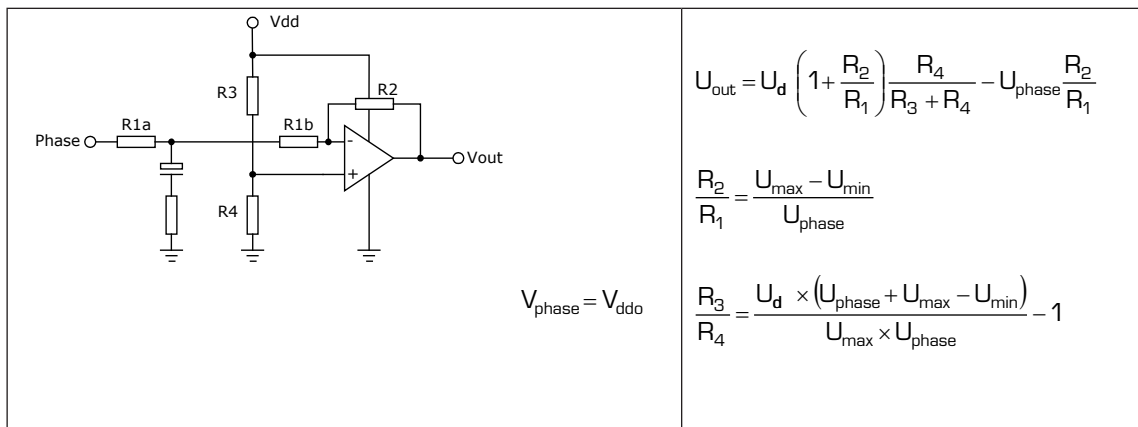 Vdd
R3
R2
R1a
R1b
Phase
-
Vout
+
R4
V_phase = V_ddo
U_out = U_d (1 + R_2/R_1) R_4/(R_3 + R_4) − U_phase R_2/R_1
R_2/R_1 = (U_max − U_min)/U_phase
R_3/R_4 = (U_d × (U_phase + U_max − U_min))/(U_max × U_phase) − 1